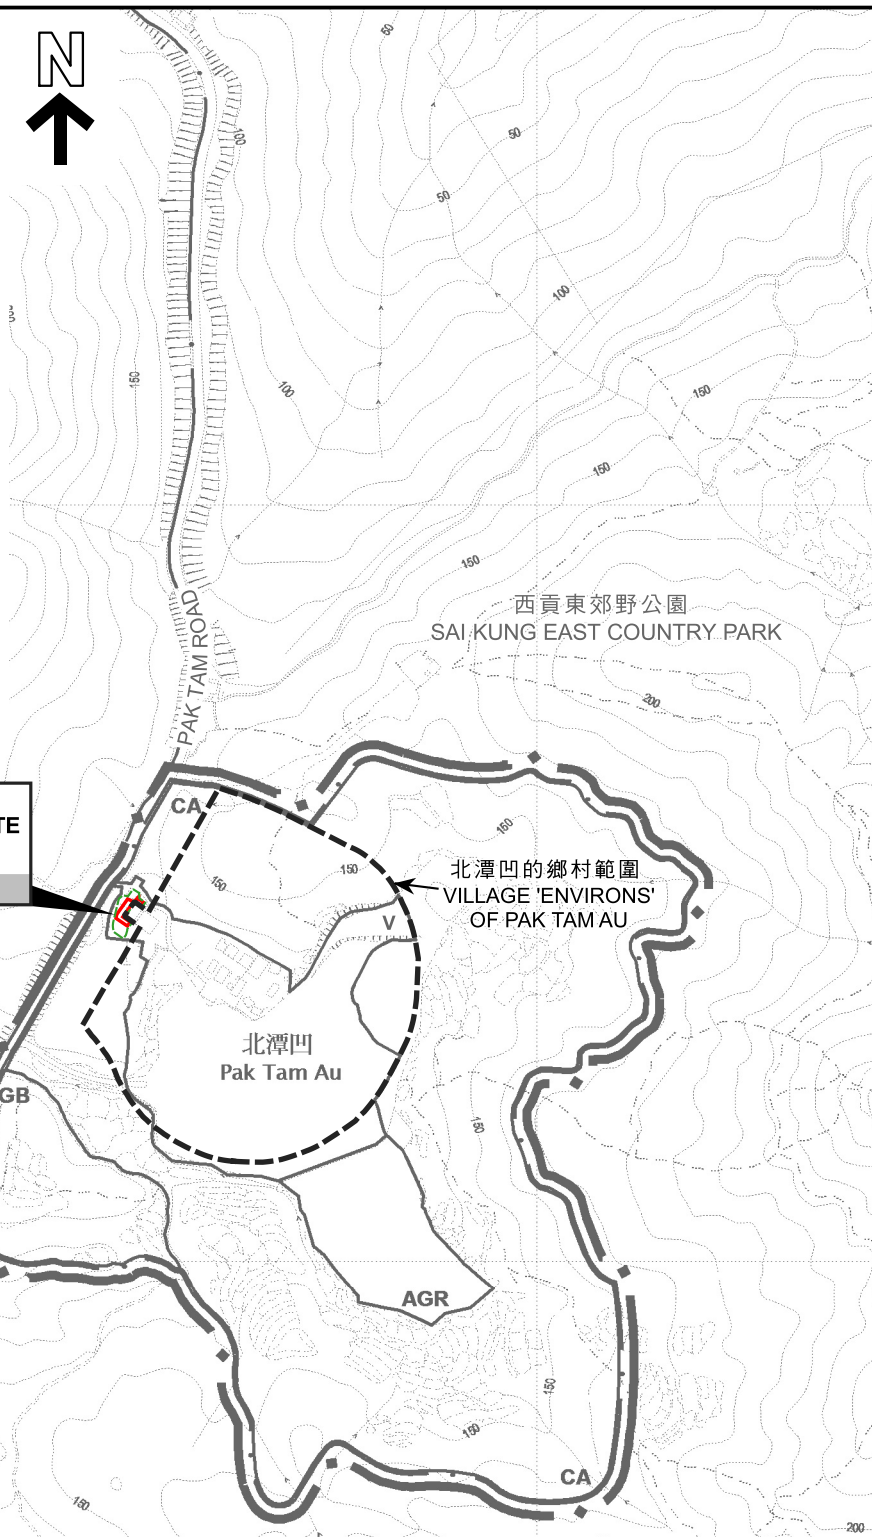 N
50
100
50
50
100
150
100
150
150
150
西貢東郊野公園
SAI KUNG EAST COUNTRY PARK
PAK TAM ROAD
200
CA
TE
150
150
150
北潭凹的鄉村範圍
VILLAGE 'ENVIRONS'
OF PAK TAM AU
V
北潭凹
Pak Tam Au
GB
150
AGR
150
150
CA
150
200